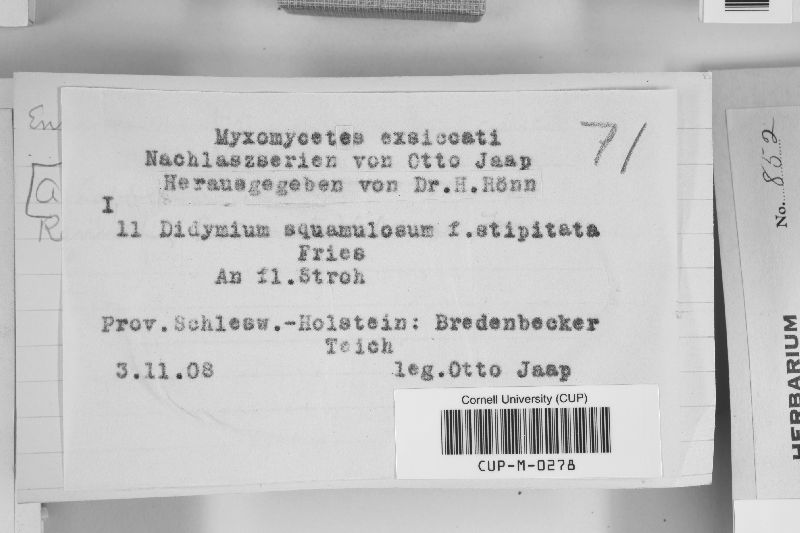 Myxomycetes exsiccati
71
Nachlaszserien von Otto Jaap
Herausgegeben von Dr.H.Rönn
I
11 Didymium squamulosum f.stipitata
Fries
An fl.Stroh
Prov.Schlesw.-Holstein: Bredenbecker
Teich
3.11.08 leg.Otto Jaap
Cornell University (CUP)
CUP-M-0278
En
a
R
No. 852
HERBARIUM